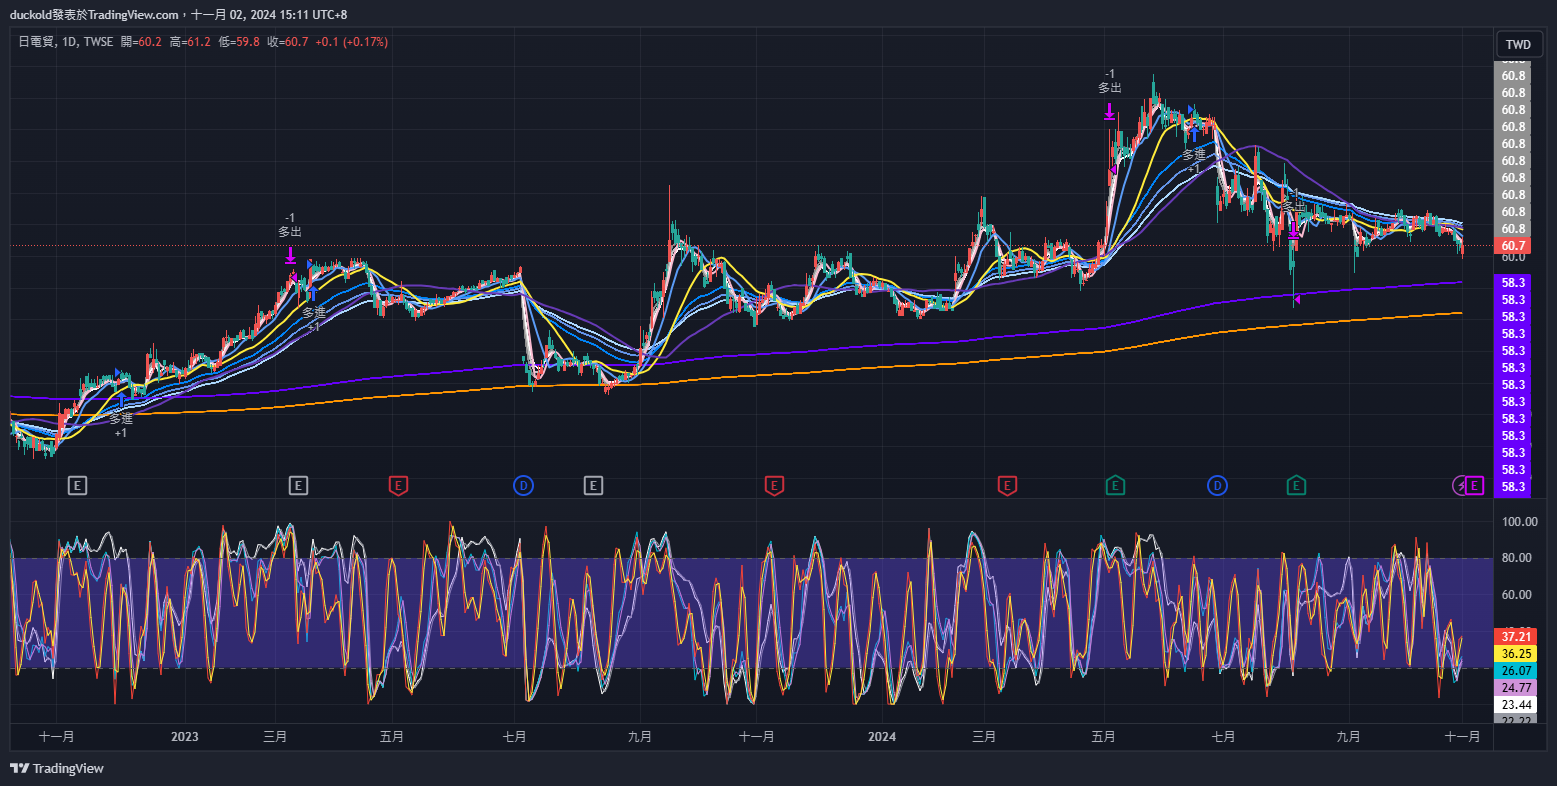 duckold發表於TradingView.com，十一月 02, 2024 15:11 UTC+8
日電貿, 1D, TWSE 開=60.2 高=61.2 低=59.8 收=60.7 +0.1 (+0.17%)
TWD
60.8
60.8
60.8
60.8
60.8
60.8
60.8
60.8
60.8
60.8
60.7
60.0
58.3
58.3
58.3
58.3
58.3
58.3
58.3
58.3
58.3
58.3
58.3
58.3
58.3
-1
多出
多進
+1
-1
多出
多進
+1
-1
多出
多進
+1
E
E
E
D
E
E
E
E
D
E
E
100.00
80.00
60.00
37.21
36.25
26.07
24.77
23.44
22.22
十一月
2023
三月
五月
七月
九月
十一月
2024
三月
五月
七月
九月
十一月
TradingView